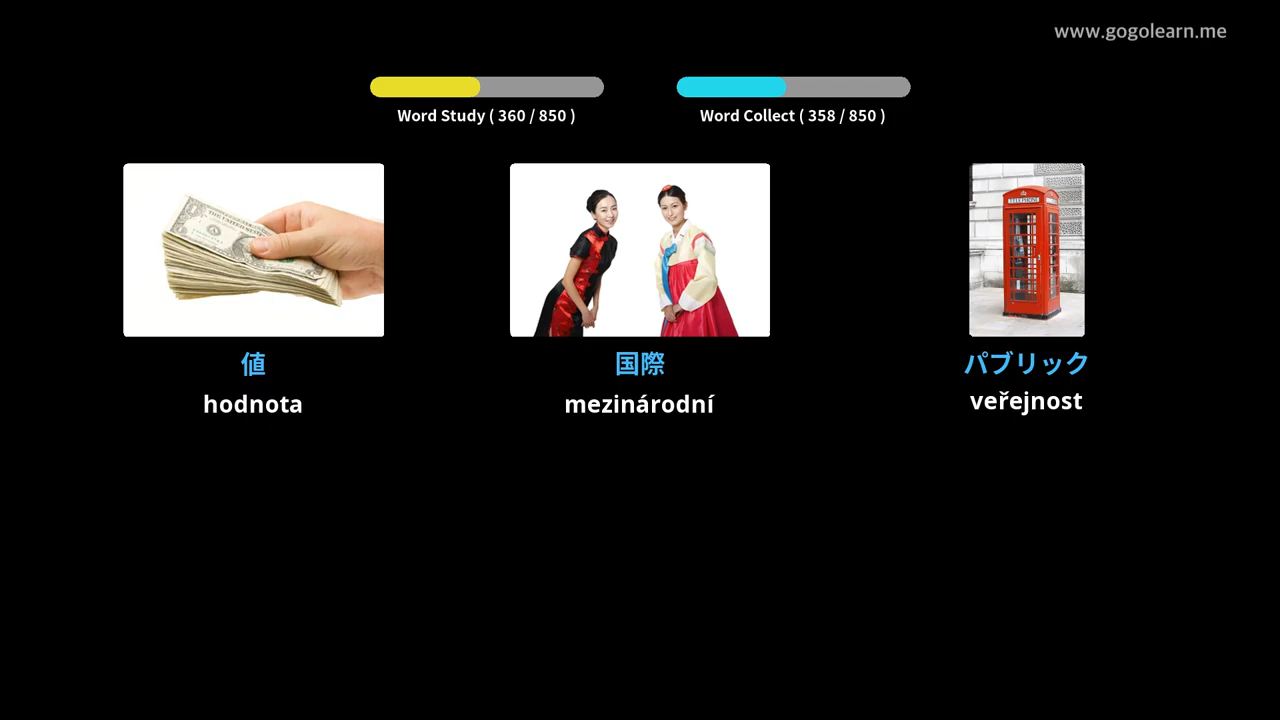 www.gogolearn.me
Word Study ( 360 / 850 )
Word Collect ( 358 / 850 )
TELEPHONE
値
国際
パブリック
hodnota
mezinárodní
veřejnost